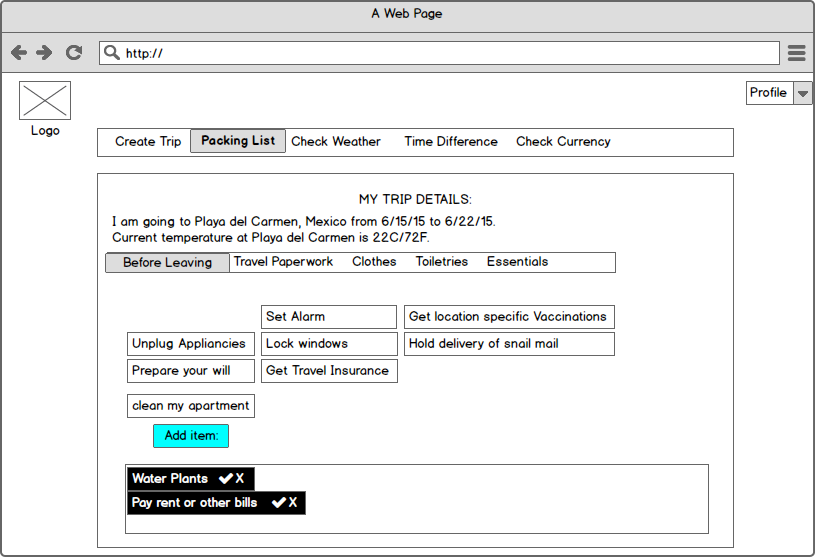 A Web Page
http://
Profile
Logo
Create Trip Packing List Check Weather Time Difference Check Currency
MY TRIP DETAILS:
I am going to Playa del Carmen, Mexico from 6/15/15 to 6/22/15.
Current temperature at Playa del Carmen is 22C/72F.
Before Leaving Travel Paperwork Clothes Toiletries Essentials
Set Alarm Get location specific Vaccinations
Unplug Appliancies Lock windows Hold delivery of snail mail
Prepare your will Get Travel Insurance
clean my apartment
Add item:
Water Plants ✔ X
Pay rent or other bills ✔ X